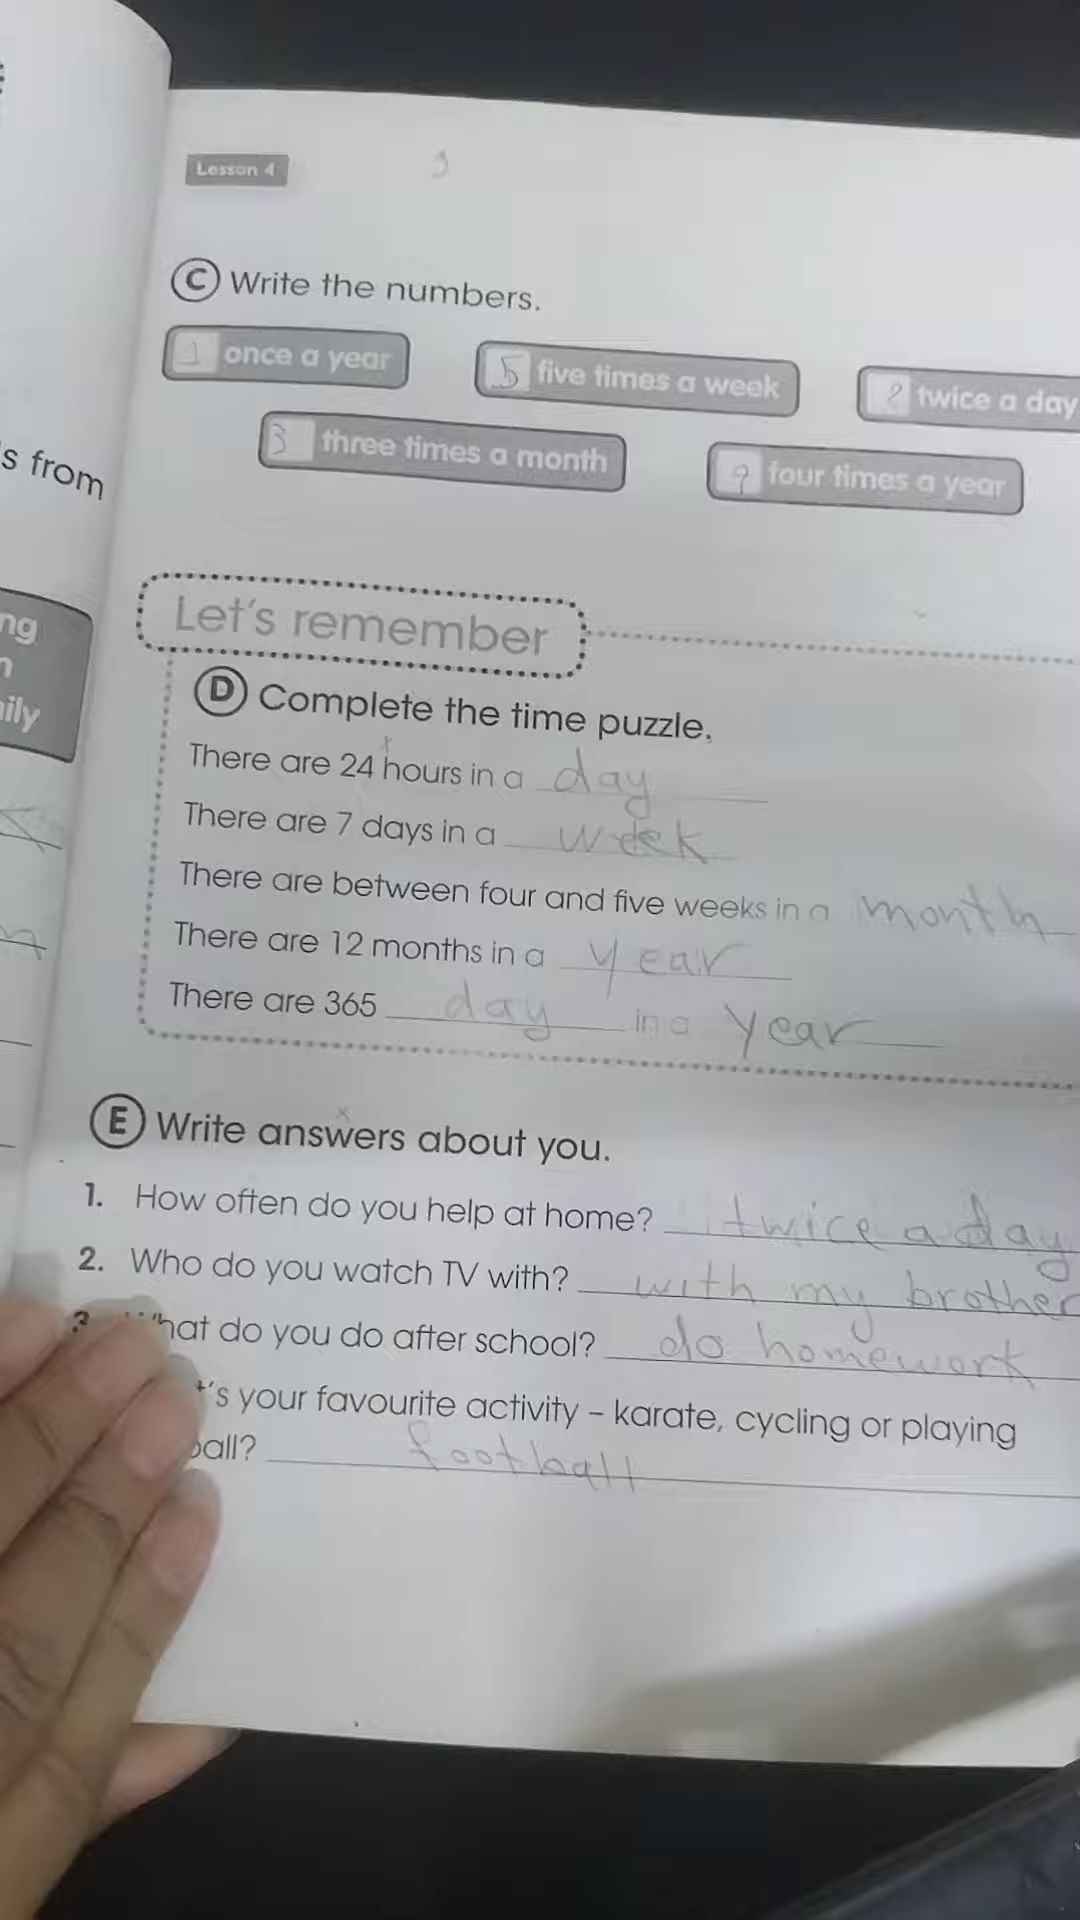 Lesson 4
C Write the numbers.
1 once a year
5 five times a week
2 twice a day
3 three times a month
9 four times a year
's from
ng
n
ily
Let's remember
D Complete the time puzzle.
There are 24 hours in a day
There are 7 days in a week
There are between four and five weeks in a month
There are 12 months in a year
There are 365 day in a year
E Write answers about you.
1. How often do you help at home? twice a day
2. Who do you watch TV with? with my brother
3. hat do you do after school? do homework
t's your favourite activity – karate, cycling or playing
ball? football